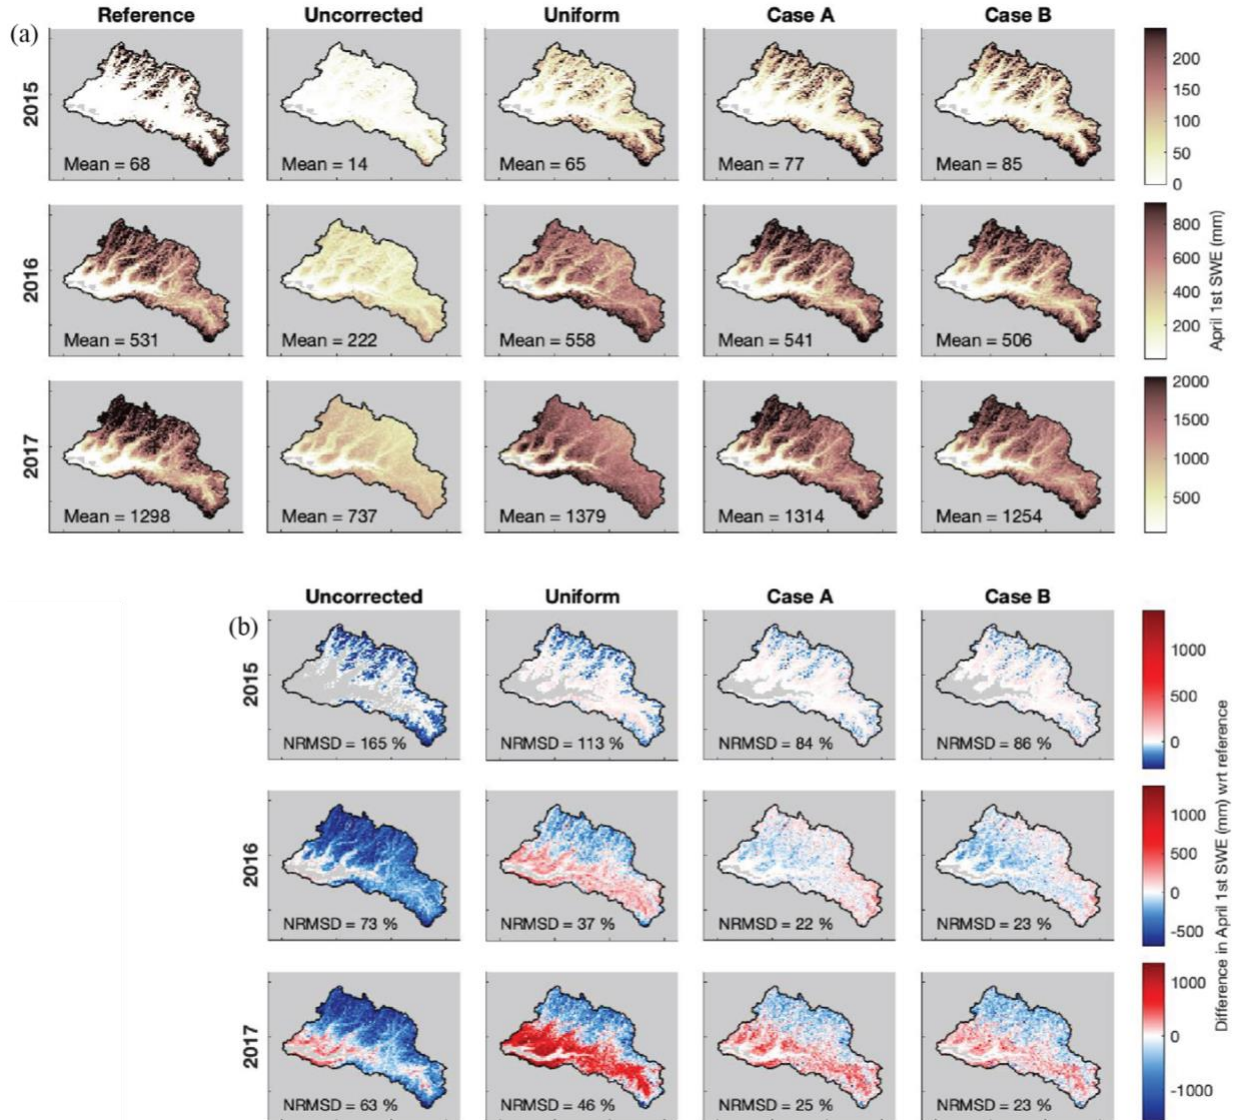 Reference Uncorrected Uniform Case A Case B
(a)
2015
Mean = 68 Mean = 14 Mean = 65 Mean = 77 Mean = 85
200
150
100
50
0
2016
Mean = 531 Mean = 222 Mean = 558 Mean = 541 Mean = 506
800
600
400
200
April 1st SWE (mm)
2017
Mean = 1298 Mean = 737 Mean = 1379 Mean = 1314 Mean = 1254
2000
1500
1000
500
Uncorrected Uniform Case A Case B
(b)
2015
NRMSD = 165 % NRMSD = 113 % NRMSD = 84 % NRMSD = 86 %
1000
500
0
2016
NRMSD = 73 % NRMSD = 37 % NRMSD = 22 % NRMSD = 23 %
1000
500
0
-500
Difference in April 1st SWE (mm) wrt reference
2017
NRMSD = 63 % NRMSD = 46 % NRMSD = 25 % NRMSD = 23 %
1000
0
-1000